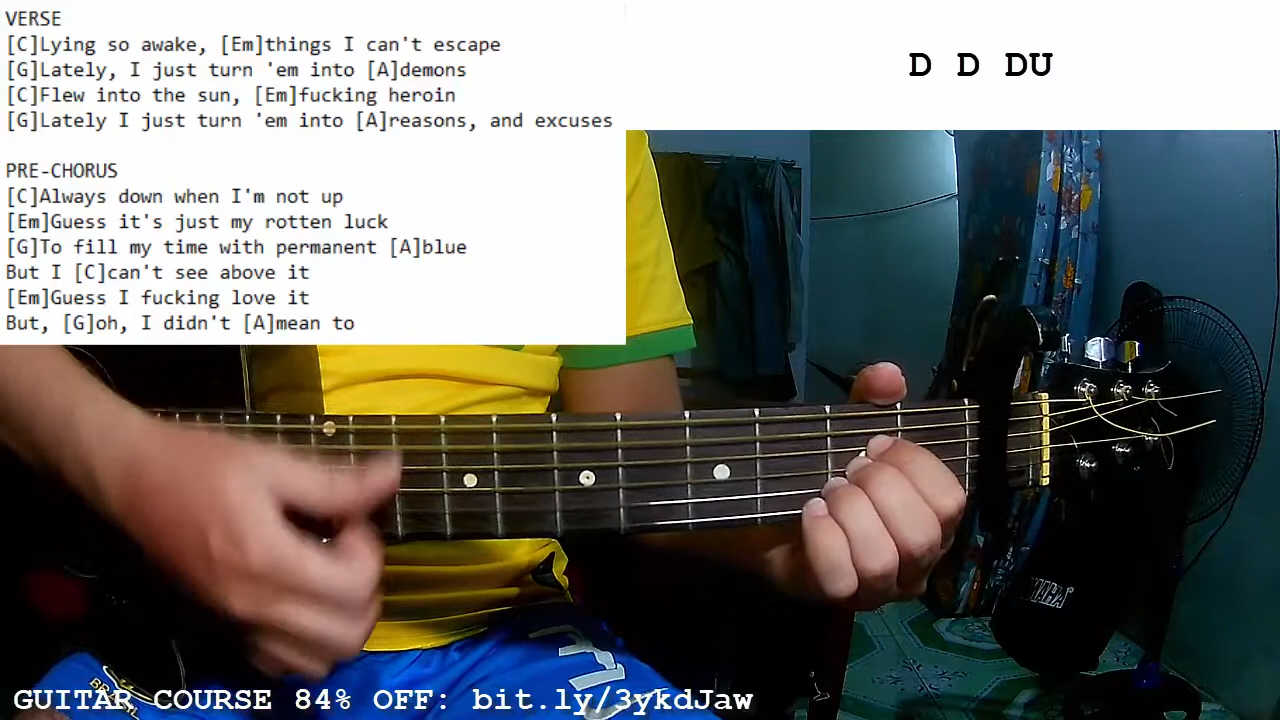 VERSE
[C]Lying so awake, [Em]things I can't escape
[G]Lately, I just turn 'em into [A]demons
[C]Flew into the sun, [Em]fucking heroin
[G]Lately I just turn 'em into [A]reasons, and excuses
PRE-CHORUS
[C]Always down when I'm not up
[Em]Guess it's just my rotten luck
[G]To fill my time with permanent [A]blue
But I [C]can't see above it
[Em]Guess I fucking love it
But, [G]oh, I didn't [A]mean to
D D DU
YAMAHA
GUITAR COURSE 84% OFF: bit.ly/3ykdJaw